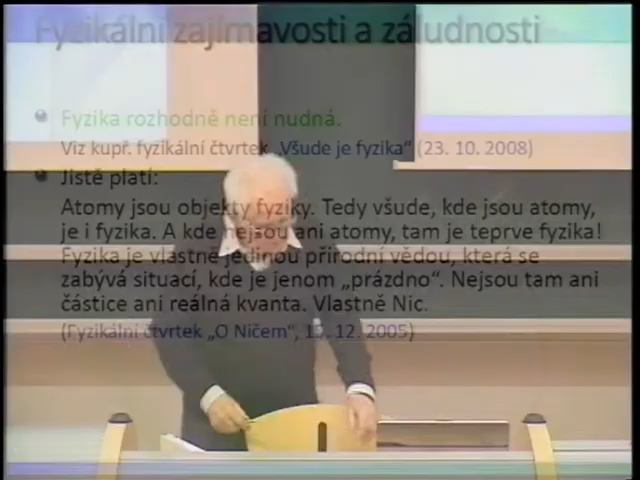 Fyzikální zajímavosti a záludnosti
Fyzika rozhodně není nudná.
Viz kupř. fyzikální čtvrtek „Všude je fyzika“ (23. 10. 2008)
Jistě platí:
Atomy jsou objekty fyziky. Tedy všude, kde jsou atomy,
je i fyzika. A kde nejsou ani atomy, tam je teprve fyzika!
Fyzika je vlastně jedinou přírodní vědou, která se
zabývá situací, kde je jenom „prázdno“. Nejsou tam ani
částice ani reálná kvanta. Vlastně Nic.
(Fyzikální čtvrtek „O Ničem“, 12. 2005)